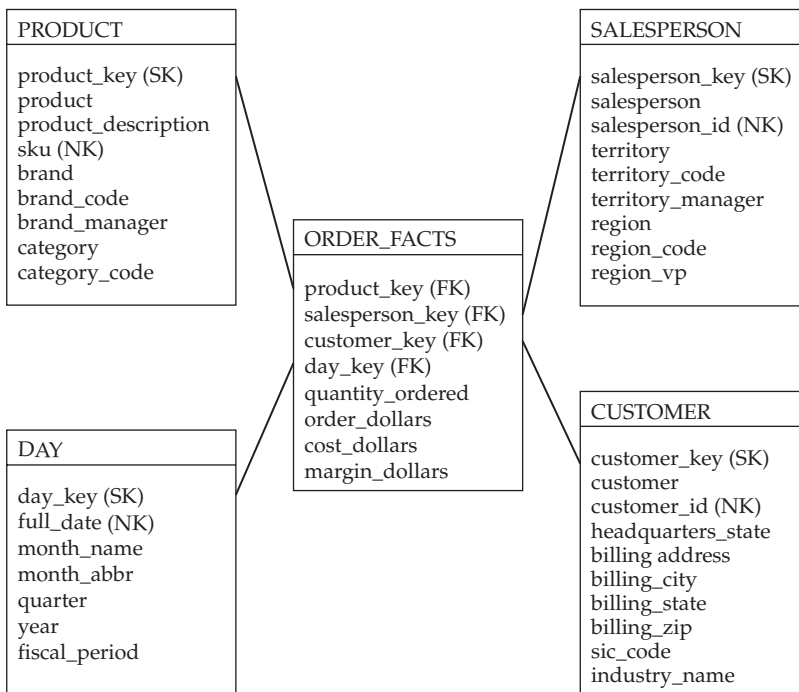 PRODUCT
product_key (SK)
product
product_description
sku (NK)
brand
brand_code
brand_manager
category
category_code
SALESPERSON
salesperson_key (SK)
salesperson
salesperson_id (NK)
territory
territory_code
territory_manager
region
region_code
region_vp
ORDER_FACTS
product_key (FK)
salesperson_key (FK)
customer_key (FK)
day_key (FK)
quantity_ordered
order_dollars
cost_dollars
margin_dollars
DAY
day_key (SK)
full_date (NK)
month_name
month_abbr
quarter
year
fiscal_period
CUSTOMER
customer_key (SK)
customer
customer_id (NK)
headquarters_state
billing address
billing_city
billing_state
billing_zip
sic_code
industry_name